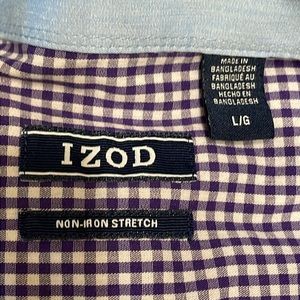 MADE IN
BANGLADESH
FABRIQUÉ AU
BANGLADESH
HECHO EN
BANGLADESH
L/G
IZOD
NON-IRON STRETCH